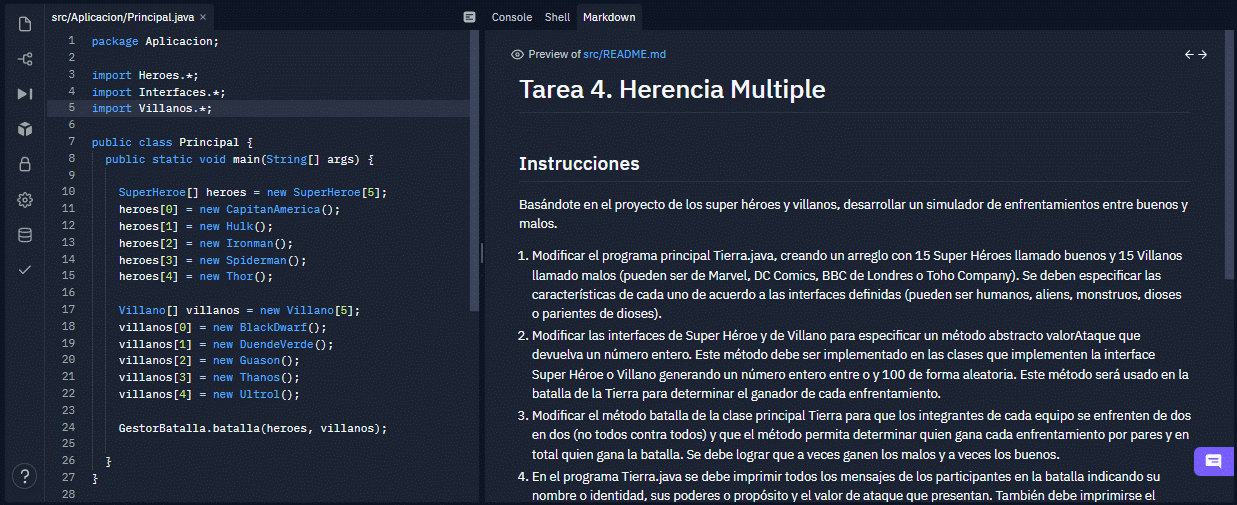 src/Aplicacion/Principal.java ×
1 package Aplicacion;
2
3 import Heroes.*;
4 import Interfaces.*;
5 import Villanos.*;
6
7 public class Principal {
8 public static void main(String[] args) {
9
10 SuperHeroe[] heroes = new SuperHeroe[5];
11 heroes[0] = new CapitanAmerica();
12 heroes[1] = new Hulk();
13 heroes[2] = new Ironman();
14 heroes[3] = new Spiderman();
15 heroes[4] = new Thor();
16
17 Villano[] villanos = new Villano[5];
18 villanos[0] = new BlackDwarf();
19 villanos[1] = new DuendeVerde();
20 villanos[2] = new Guason();
21 villanos[3] = new Thanos();
22 villanos[4] = new Ultrol();
23
24 GestorBatalla.batalla(heroes, villanos);
25
26 }
27 }
28
?
Console Shell Markdown
Preview of src/README.md
Tarea 4. Herencia Multiple
Instrucciones
Basándote en el proyecto de los super héroes y villanos, desarrollar un simulador de enfrentamientos entre buenos y
malos.
1. Modificar el programa principal Tierra.java, creando un arreglo con 15 Super Héroes llamado buenos y 15 Villanos
llamado malos (pueden ser de Marvel, DC Comics, BBC de Londres o Toho Company). Se deben especificar las
características de cada uno de acuerdo a las interfaces definidas (pueden ser humanos, aliens, monstruos, dioses
o parientes de dioses).
2. Modificar las interfaces de Super Héroe y de Villano para especificar un método abstracto valorAtaque que
devuelva un número entero. Este método debe ser implementado en las clases que implementen la interface
Super Héroe o Villano generando un número entero entre o y 100 de forma aleatoria. Este método será usado en la
batalla de la Tierra para determinar el ganador de cada enfrentamiento.
3. Modificar el método batalla de la clase principal Tierra para que los integrantes de cada equipo se enfrenten de dos
en dos (no todos contra todos) y que el método permita determinar quien gana cada enfrentamiento por pares y en
total quien gana la batalla. Se debe lograr que a veces ganen los malos y a veces los buenos.
4. En el programa Tierra.java se debe imprimir todos los mensajes de los participantes en la batalla indicando su
nombre o identidad, sus poderes o propósito y el valor de ataque que presentan. También debe imprimirse el